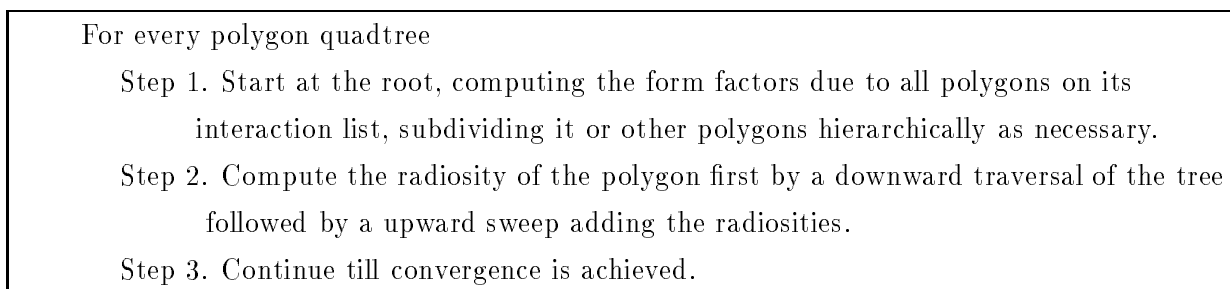 For every polygon quadtree
Step 1. Start at the root, computing the form factors due to all polygons on its
interaction list, subdividing it or other polygons hierarchically as necessary.
Step 2. Compute the radiosity of the polygon first by a downward traversal of the tree
followed by a upward sweep adding the radiosities.
Step 3. Continue till convergence is achieved.